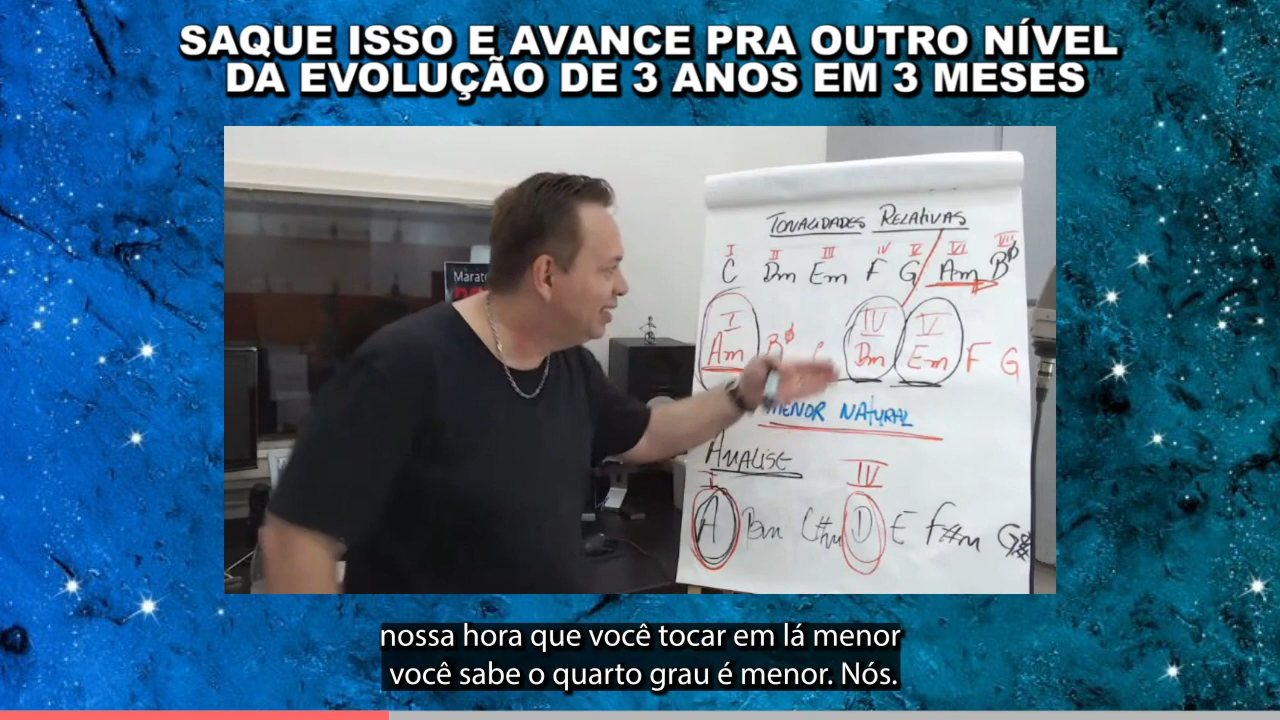 SAQUE ISSO E AVANCE PRA OUTRO NÍVEL
DA EVOLUÇÃO DE 3 ANOS EM 3 MESES
TONALIDADES RELATIVAS
I II III IV V VI VII
C Dm Em F G Am Bø
I IV V
Am Bø Dm Em F G
MENOR NATURAL
ANALISE
I IV
A Bm C#m D E F#m G#
nossa hora que você tocar em lá menor
você sabe o quarto grau é menor. Nós.